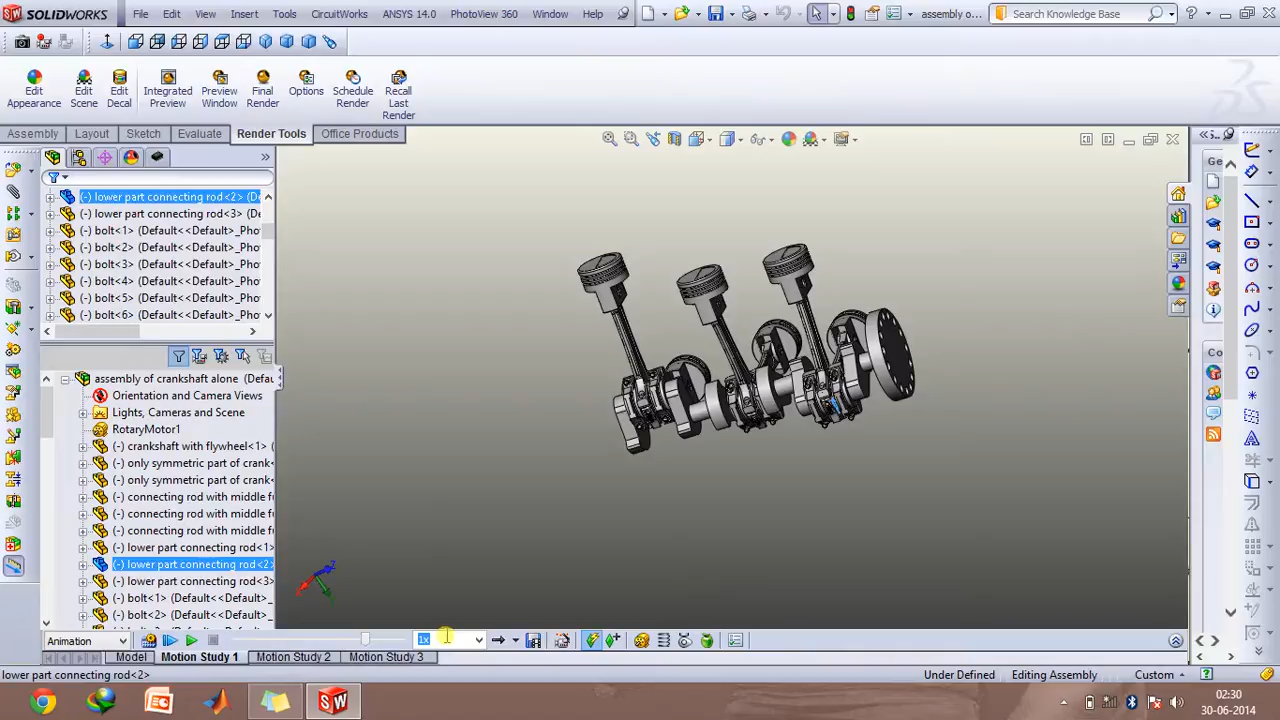 SW SOLIDWORKS File Edit View Insert Tools CircuitWorks ANSYS 14.0 PhotoView 360 Window Help assembly o... Search Knowledge Base
Edit Appearance
Edit Scene
Edit Decal
Integrated Preview
Preview Window
Final Render
Options
Schedule Render
Recall Last Render
Assembly Layout Sketch Evaluate Render Tools Office Products
(-) lower part connecting rod<2> (De
(-) lower part connecting rod<3> (De
(-) bolt<1> (Default<<Default>_Pho
(-) bolt<2> (Default<<Default>_Pho
(-) bolt<3> (Default<<Default>_Pho
(-) bolt<4> (Default<<Default>_Pho
(-) bolt<5> (Default<<Default>_Pho
(-) bolt<6> (Default<<Default>_Pho
assembly of crankshaft alone (Defau
Orientation and Camera Views
Lights, Cameras and Scene
RotaryMotor1
(-) crankshaft with flywheel<1> (
(-) only symmetric part of crank
(-) only symmetric part of crank
(-) connecting rod with middle f
(-) connecting rod with middle f
(-) connecting rod with middle f
(-) lower part connecting rod<1>
(-) lower part connecting rod<2>
(-) lower part connecting rod<3>
(-) bolt<1> (Default<<Default>_
(-) bolt<2> (Default<<Default>_
Ge
Co
Animation 1x
Model Motion Study 1 Motion Study 2 Motion Study 3
lower part connecting rod<2> Under Defined Editing Assembly Custom
02:30
30-06-2014